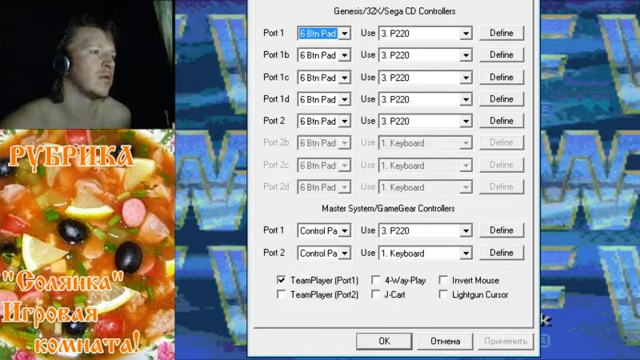 Genesis/32X/Sega CD Controllers
Port 1 6 Btn Pad Use 3. P220 Define
Port 1b 6 Btn Pad Use 3. P220 Define
Port 1c 6 Btn Pad Use 3. P220 Define
Port 1d 6 Btn Pad Use 3. P220 Define
Port 2 6 Btn Pad Use 3. P220 Define
Port 2b 6 Btn Pad Use 1. Keyboard Define
Port 2c 6 Btn Pad Use 1. Keyboard Define
Port 2d 6 Btn Pad Use 1. Keyboard Define
Master System/GameGear Controllers
Port 1 Control Pa Use 3. P220 Define
Port 2 Control Pa Use 1. Keyboard Define
TeamPlayer (Port1) 4-Way-Play Invert Mouse
TeamPlayer (Port2) J-Cart Lightgun Cursor
OK Отмена Применить
РУБРИКА
"Солянка"
Игровая
комната!